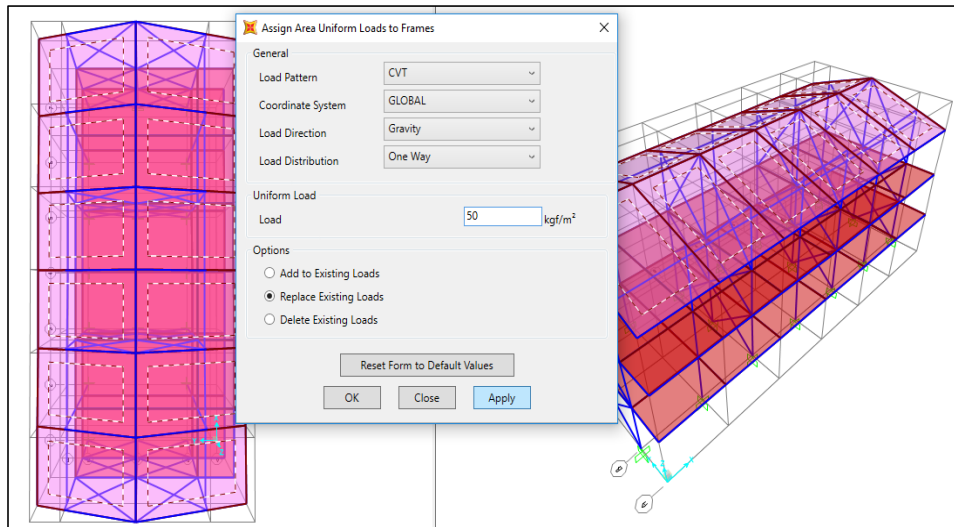 Assign Area Uniform Loads to Frames
General
Load Pattern CVT
Coordinate System GLOBAL
Load Direction Gravity
Load Distribution One Way
Uniform Load
Load 50 kgf/m²
Options
Add to Existing Loads
Replace Existing Loads
Delete Existing Loads
Reset Form to Default Values
OK Close Apply